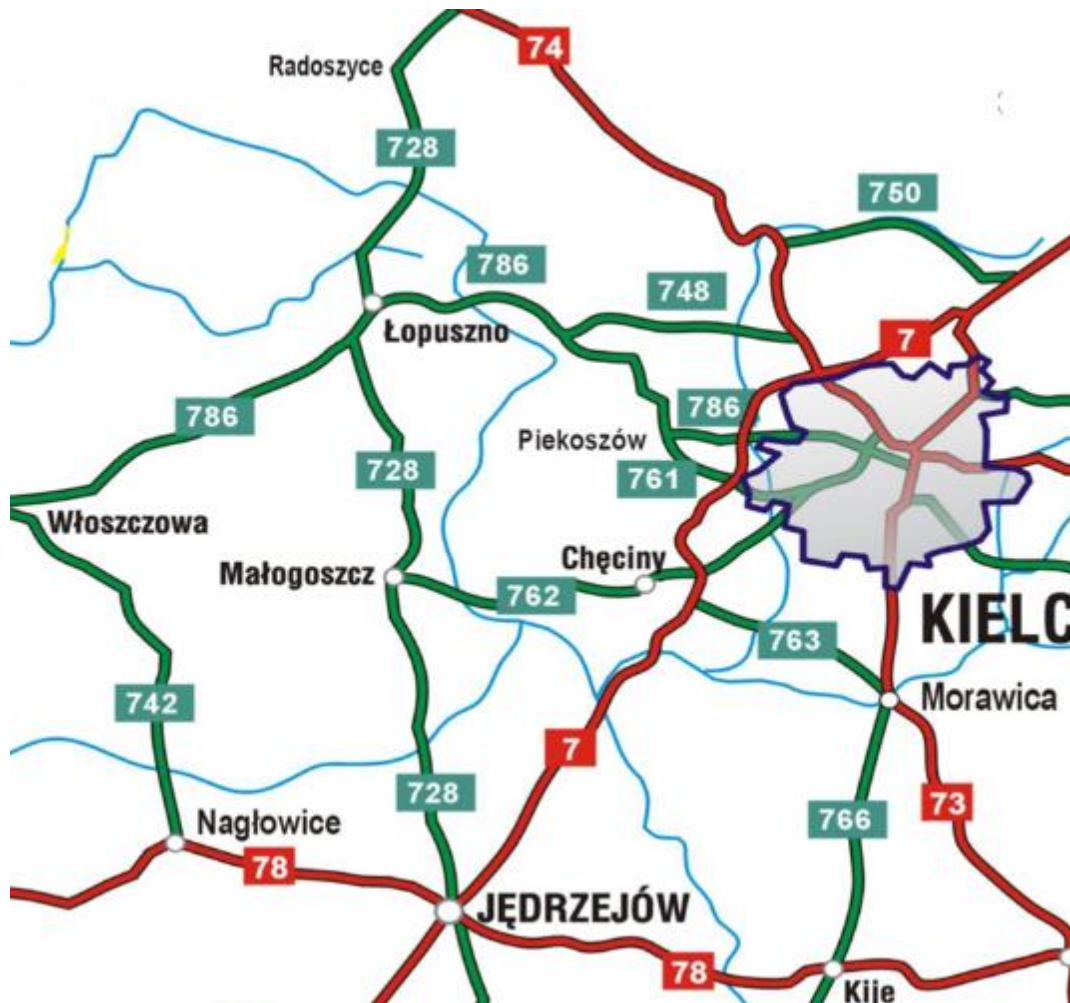 74
Radoszyce
728
750
786
748
Łopuszno
7
786
786
Piekoszów
728
761
Włoszczowa
Chęciny
Małogoszcz
762
KIELC
763
742
Morawica
7
728
73
766
Nagłowice
78
JĘDRZEJÓW
78
Kije